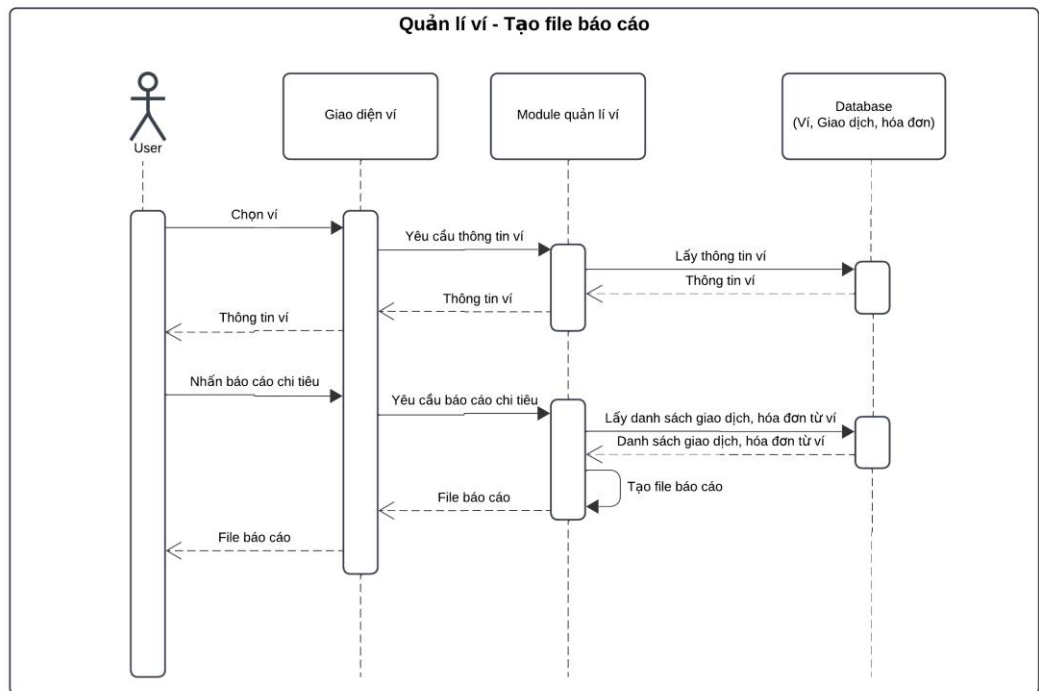 Quản lí ví - Tạo file báo cáo
User
Giao diện ví
Module quản lí ví
Database
(Ví, Giao dịch, hóa đơn)
Chọn ví
Yêu cầu thông tin ví
Lấy thông tin ví
Thông tin ví
Thông tin ví
Thông tin ví
Nhấn báo cáo chi tiêu
Yêu cầu báo cáo chi tiêu
Lấy danh sách giao dịch, hóa đơn từ ví
Danh sách giao dịch, hóa đơn từ ví
Tạo file báo cáo
File báo cáo
File báo cáo